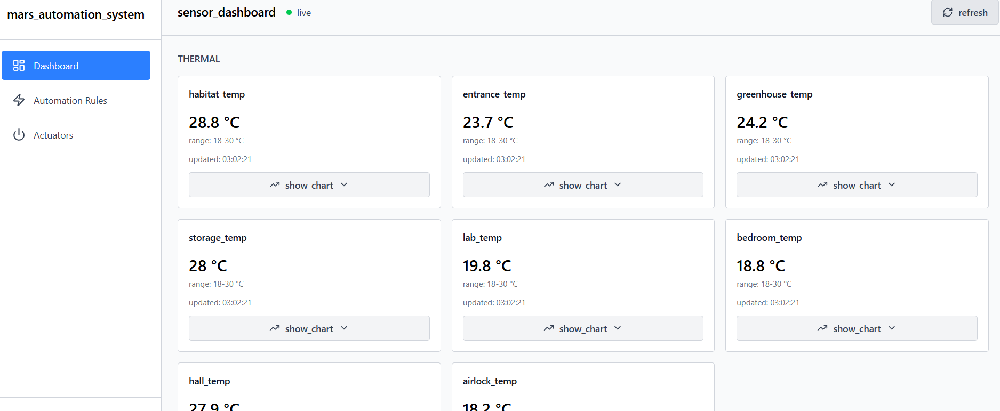 mars_automation_system
Dashboard
Automation Rules
Actuators
sensor_dashboard live refresh
THERMAL
habitat_temp
28.8 °C
range: 18-30 °C
updated: 03:02:21
show_chart
entrance_temp
23.7 °C
range: 18-30 °C
updated: 03:02:21
show_chart
greenhouse_temp
24.2 °C
range: 18-30 °C
updated: 03:02:21
show_chart
storage_temp
28 °C
range: 18-30 °C
updated: 03:02:21
show_chart
lab_temp
19.8 °C
range: 18-30 °C
updated: 03:02:21
show_chart
bedroom_temp
18.8 °C
range: 18-30 °C
updated: 03:02:21
show_chart
hall_temp
27.9 °C
airlock_temp
18.2 °C